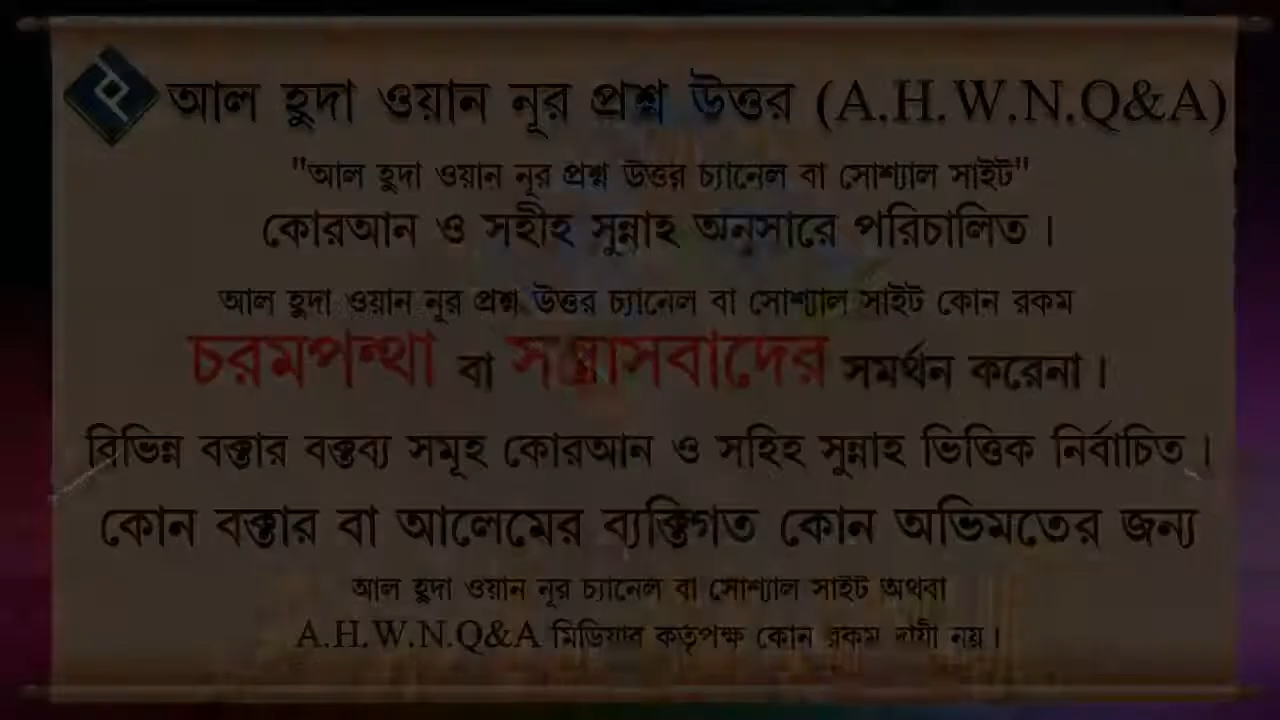 আল হুদা ওয়ান নূর প্রশ্ন উত্তর (A.H.W.N.Q&A)
"আল হুদা ওয়ান নূর প্রশ্ন উত্তর চ্যানেল বা সোশ্যাল সাইট"
কোরআন ও সহীহ সুন্নাহ অনুসারে পরিচালিত ।
আল হুদা ওয়ান নূর প্রশ্ন উত্তর চ্যানেল বা সোশ্যাল সাইট কোন রকম
চরমপন্থা বা সন্ত্রাসবাদের সমর্থন করেনা ।
বিভিন্ন বক্তার বক্তব্য সমূহ কোরআন ও সহিহ সুন্নাহ ভিত্তিক নির্বাচিত ।
কোন বক্তার বা আলেমের ব্যক্তিগত কোন অভিমতের জন্য
আল হুদা ওয়ান নূর চ্যানেল বা সোশ্যাল সাইট অথবা
A.H.W.N.Q&A মিডিয়ার কর্তৃপক্ষ কোন রকম দায়ী নয় ।